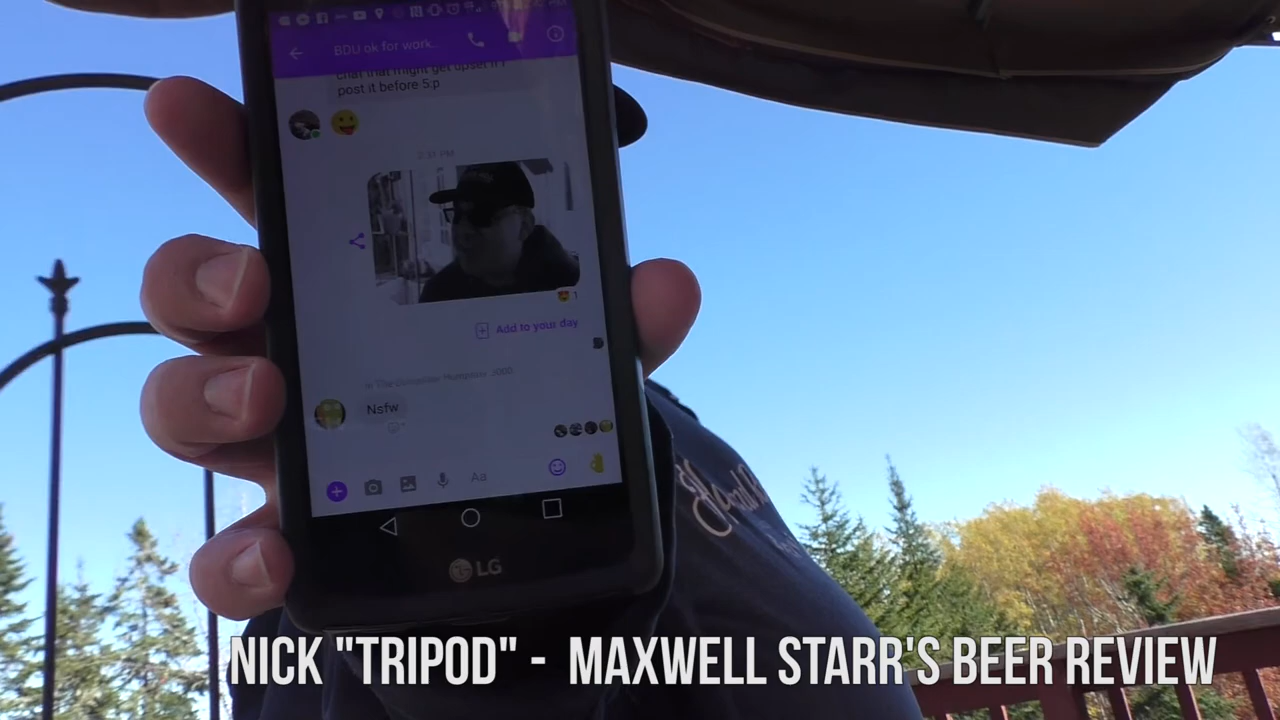 BDU ok for work..
chat that might get upset if I
post it before 5:p
Add to your day
Nsfw
Aa
LG
NICK "TRIPOD" - MAXWELL STARR'S BEER REVIEW